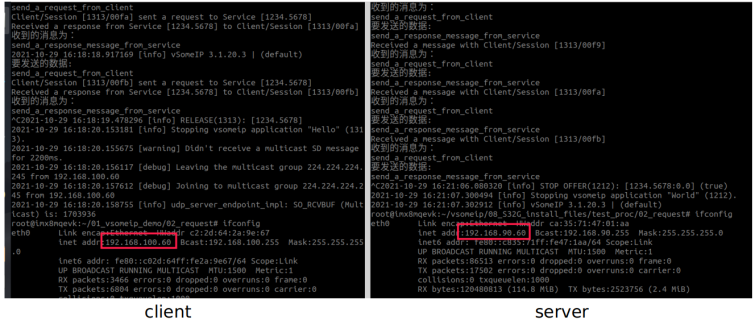 send_a_request_from_client
Client/Session [1313/00fa] sent a request to Service [1234.5678]
Received a response from Service [1234.5678] to Client/Session [1313/00fa]
收到的消息为：
send_a_response_message_from_service
2021-10-29 16:18:18.917169 [info] vSomeIP 3.1.20.3 | (default)
要发送的数据:
send_a_request_from_client
Client/Session [1313/00fb] sent a request to Service [1234.5678]
Received a response from Service [1234.5678] to Client/Session [1313/00fb]
收到的消息为：
send_a_response_message_from_service
^C2021-10-29 16:18:19.478296 [info] RELEASE(1313): [1234.5678]
2021-10-29 16:18:20.153181 [info] Stopping vsomeip application "Hello" (131
3).
2021-10-29 16:18:20.155675 [warning] Didn't receive a multicast SD message
for 2200ms.
2021-10-29 16:18:20.156117 [debug] Leaving the multicast group 224.224.224.
245 from 192.168.100.60
2021-10-29 16:18:20.157612 [debug] Joining to multicast group 224.224.224.2
45 from 192.168.100.60
2021-10-29 16:18:20.158755 [info] udp_server_endpoint_impl: SO_RCVBUF (Mult
icast) is: 1703936
root@imx8mqevk:~/01_vsomeip_demo/02_request# ifconfig
eth0 Link encap:Ethernet HWaddr c2:2d:64:2a:9e:67
inet addr:192.168.100.60 Bcast:192.168.100.255 Mask:255.255.255
.0
inet6 addr: fe80::c02d:64ff:fe2a:9e67/64 Scope:Link
UP BROADCAST RUNNING MULTICAST MTU:1500 Metric:1
RX packets:3466 errors:0 dropped:0 overruns:0 frame:0
TX packets:6804 errors:0 dropped:0 overruns:0 carrier:0
collisions:0 txqueuelen:1000
client
收到的消息为：
send_a_request_from_client
要发送的数据:
send_a_response_message_from_service
Received a message with Client/Session [1313/00f9]
收到的消息为：
send_a_request_from_client
要发送的数据:
send_a_response_message_from_service
Received a message with Client/Session [1313/00fa]
收到的消息为：
send_a_request_from_client
要发送的数据:
send_a_response_message_from_service
Received a message with Client/Session [1313/00fb]
收到的消息为：
send_a_request_from_client
要发送的数据:
send_a_response_message_from_service
^C2021-10-29 16:21:06.080320 [info] STOP OFFER(1212): [1234.5678:0.0] (true)
2021-10-29 16:21:07.300494 [info] Stopping vsomeip application "World" (1212).
2021-10-29 16:21:07.302912 [info] vSomeIP 3.1.20.3 | (default)
root@imx8mqevk:~/vsomeip/08_S32G_install_files/test_proc/02_request# ifconfig
eth0 Link encap:Ethernet HWaddr ca:35:71:47:01:aa
inet addr:192.168.90.60 Bcast:192.168.90.255 Mask:255.255.255.0
inet6 addr: fe80::c835:71ff:fe47:1aa/64 Scope:Link
UP BROADCAST RUNNING MULTICAST MTU:1500 Metric:1
RX packets:86513 errors:0 dropped:0 overruns:0 frame:0
TX packets:17502 errors:0 dropped:0 overruns:0 carrier:0
collisions:0 txqueuelen:1000
RX bytes:120480813 (114.8 MiB) TX bytes:2523756 (2.4 MiB)
server